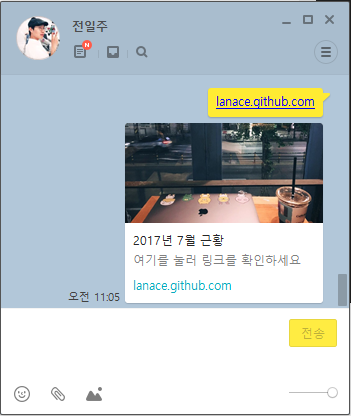 전일주
N
lanace.github.com
2017년 7월 근황
여기를 눌러 링크를 확인하세요
lanace.github.com
오전 11:05
전송